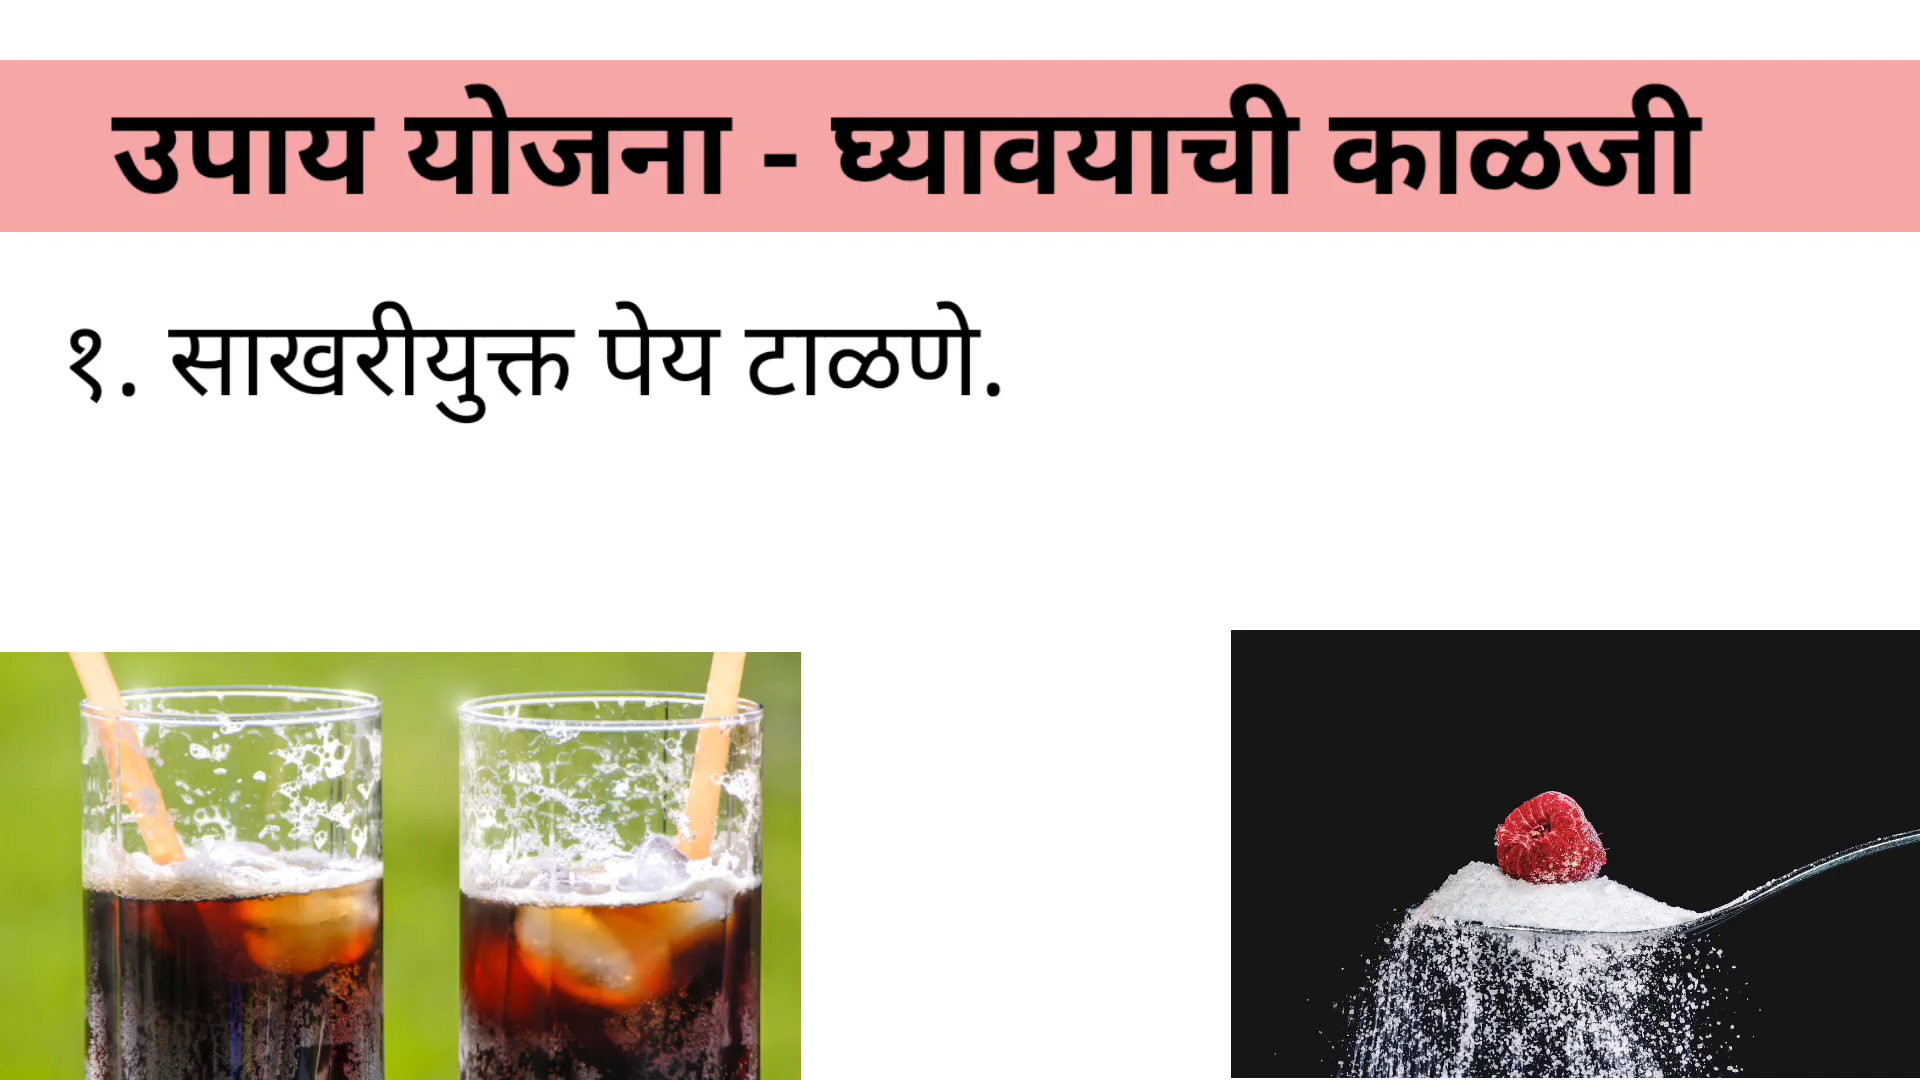 उपाय योजना - घ्यावयाची काळजी
१. साखरीयुक्त पेय टाळणे.